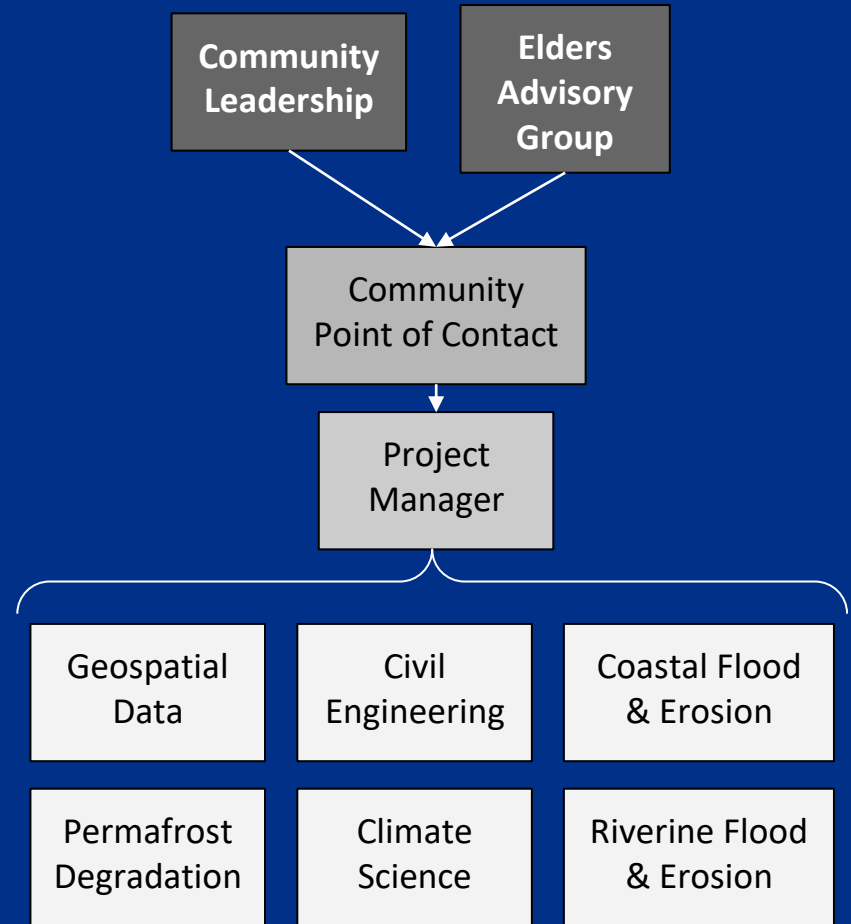 Community
Leadership
Elders
Advisory
Group
Community
Point of Contact
Project
Manager
Geospatial
Data
Civil
Engineering
Coastal Flood
& Erosion
Permafrost
Degradation
Climate
Science
Riverine Flood
& Erosion